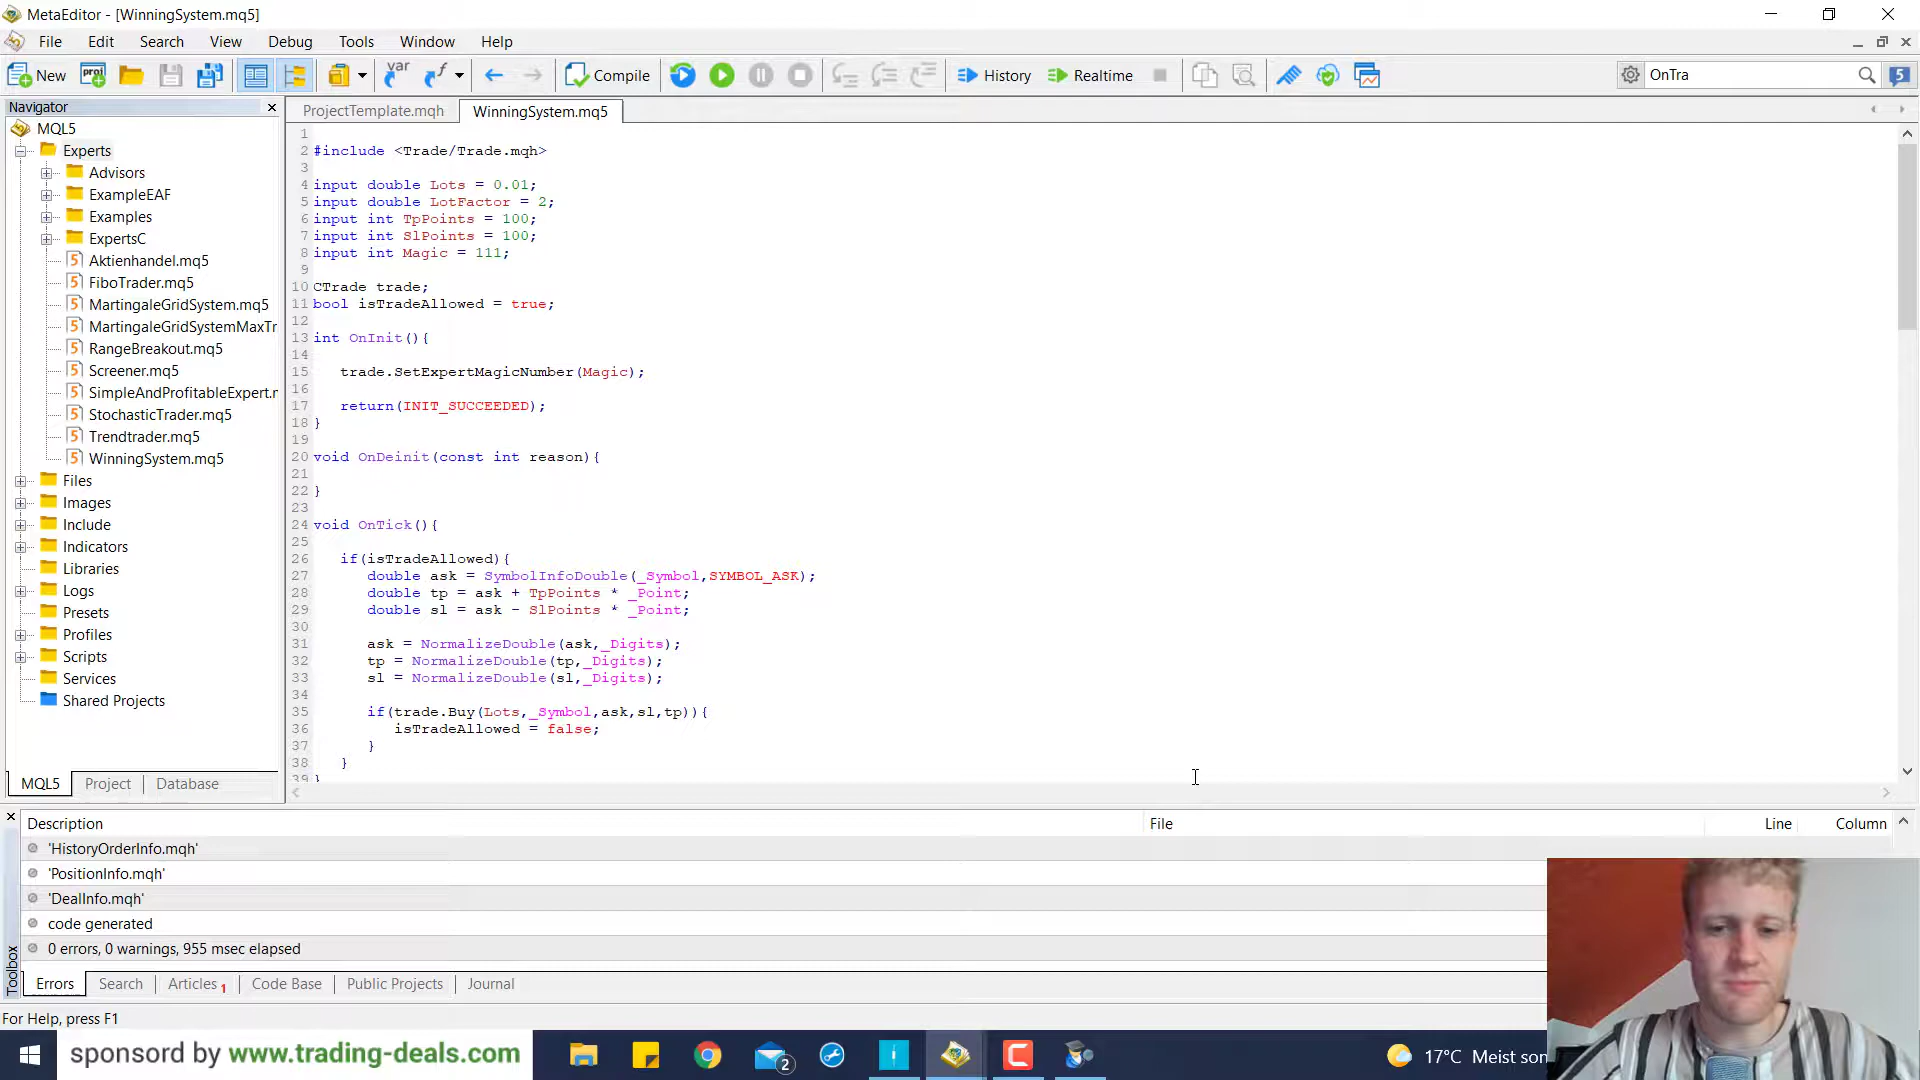 MetaEditor - [WinningSystem.mq5]
File Edit Search View Debug Tools Window Help
New proj var f Compile History Realtime OnTra 5
Navigator
MQL5
Experts
Advisors
ExampleEAF
Examples
ExpertsC
Aktienhandel.mq5
FiboTrader.mq5
MartingaleGridSystem.mq5
MartingaleGridSystemMaxTr
RangeBreakout.mq5
Screener.mq5
SimpleAndProfitableExpert.m
StochasticTrader.mq5
Trendtrader.mq5
WinningSystem.mq5
Files
Images
Include
Indicators
Libraries
Logs
Presets
Profiles
Scripts
Services
Shared Projects
MQL5 Project Database
ProjectTemplate.mqh WinningSystem.mq5
1
2 #include <Trade/Trade.mqh>
3
4 input double Lots = 0.01;
5 input double LotFactor = 2;
6 input int TpPoints = 100;
7 input int SlPoints = 100;
8 input int Magic = 111;
9
10 CTrade trade;
11 bool isTradeAllowed = true;
12
13 int OnInit(){
14
15 trade.SetExpertMagicNumber(Magic);
16
17 return(INIT_SUCCEEDED);
18 }
19
20 void OnDeinit(const int reason){
21
22 }
23
24 void OnTick(){
25
26 if(isTradeAllowed){
27 double ask = SymbolInfoDouble(_Symbol,SYMBOL_ASK);
28 double tp = ask + TpPoints * _Point;
29 double sl = ask - SlPoints * _Point;
30
31 ask = NormalizeDouble(ask,_Digits);
32 tp = NormalizeDouble(tp,_Digits);
33 sl = NormalizeDouble(sl,_Digits);
34
35 if(trade.Buy(Lots,_Symbol,ask,sl,tp)){
36 isTradeAllowed = false;
37 }
38 }
39 }
Description File Line Column
'HistoryOrderInfo.mqh'
'PositionInfo.mqh'
'DealInfo.mqh'
code generated
0 errors, 0 warnings, 955 msec elapsed
Toolbox
Errors Search Articles 1 Code Base Public Projects Journal
For Help, press F1
sponsord by www.trading-deals.com 2 17°C Meist son